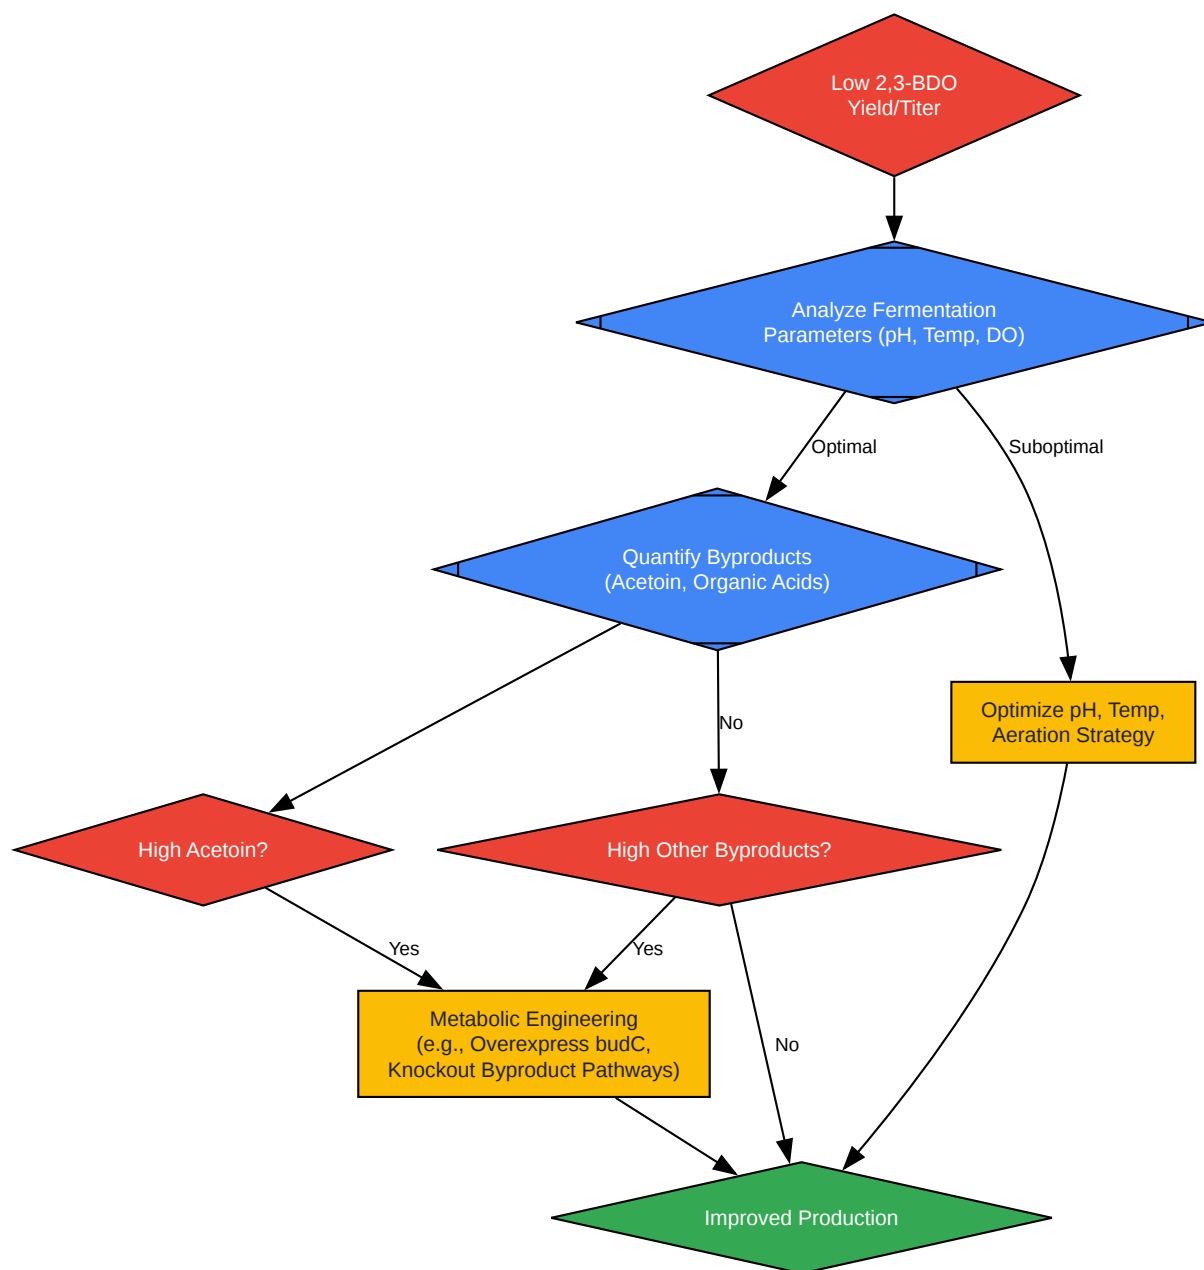 Low 2,3-BDO
Yield/Titer
Analyze Fermentation
Parameters (pH, Temp, DO)
Optimal
Suboptimal
Quantify Byproducts
(Acetoin, Organic Acids)
No
Optimize pH, Temp,
Aeration Strategy
High Acetoin?
High Other Byproducts?
Yes
Yes
Metabolic Engineering
(e.g., Overexpress budC,
Knockout Byproduct Pathways)
No
Improved Production